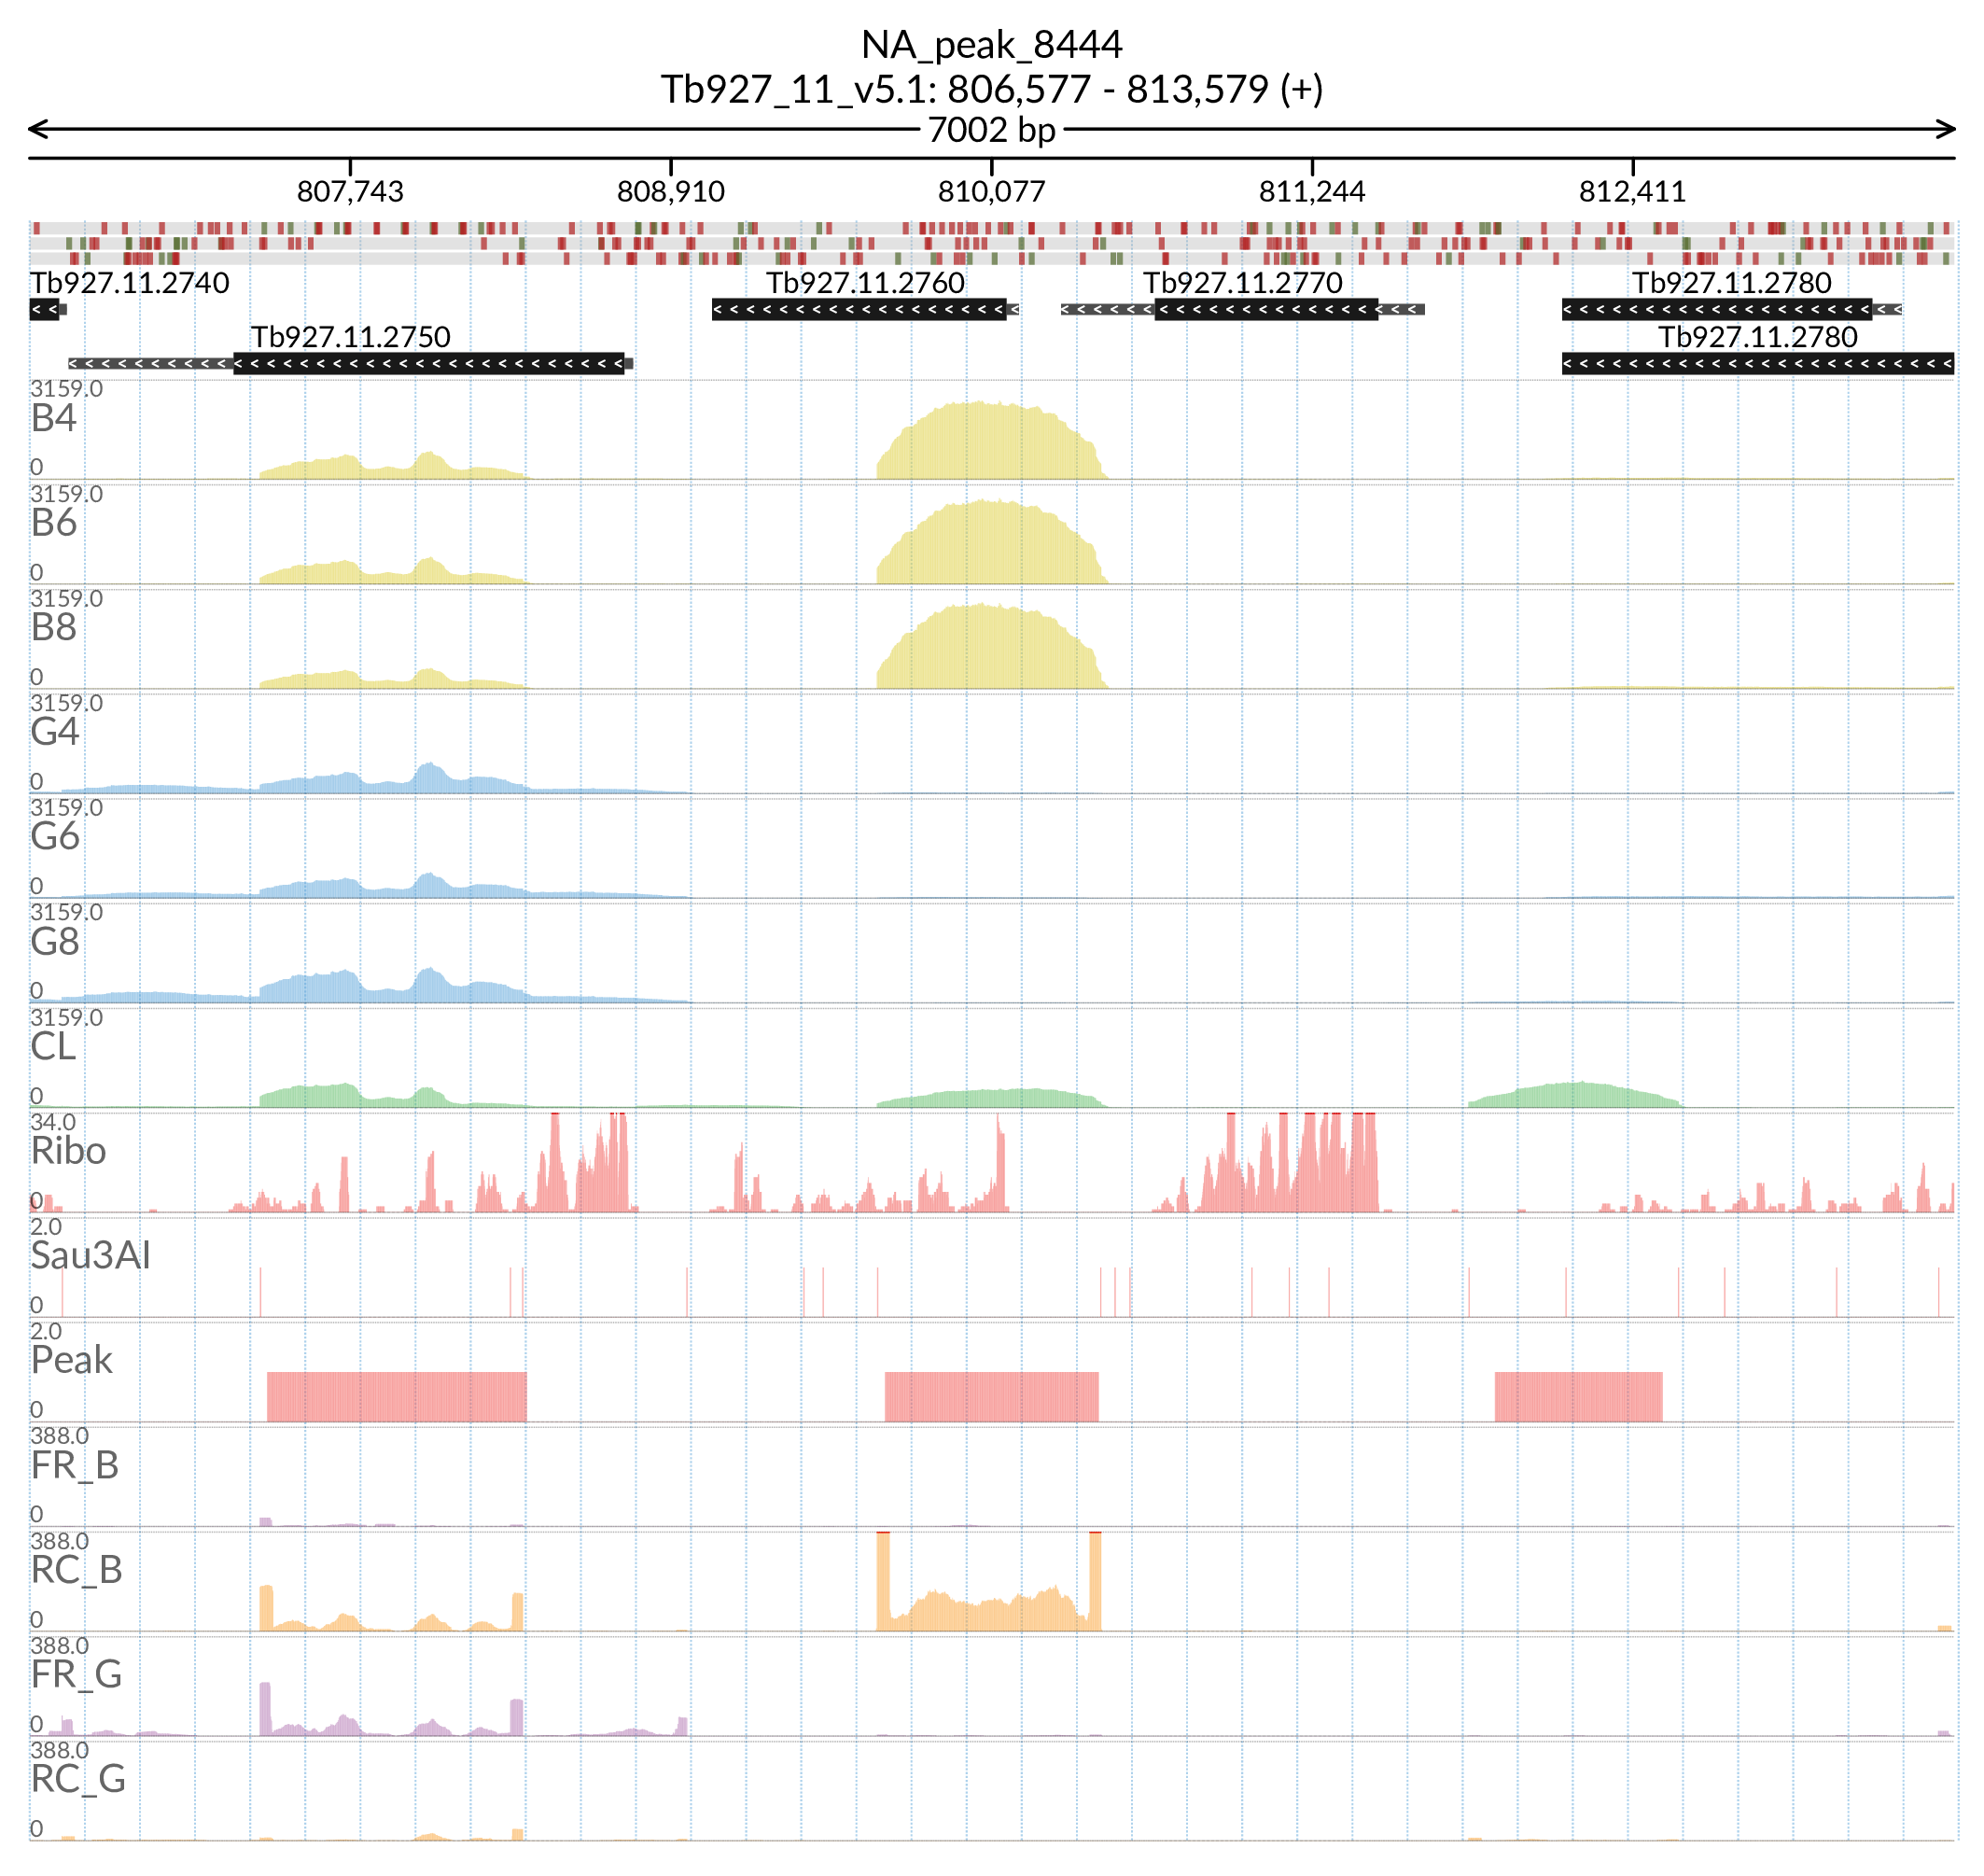 NA_peak_8444
Tb927_11_v5.1: 806,577 - 813,579 (+)
7002 bp
807,743 808,910 810,077 811,244 812,411
Tb927.11.2740 Tb927.11.2760 Tb927.11.2770 Tb927.11.2780
Tb927.11.2750 Tb927.11.2780
3159.0
B4
0
3159.0
B6
0
3159.0
B8
0
3159.0
G4
0
3159.0
G6
0
3159.0
G8
0
3159.0
CL
0
34.0
Ribo
0
2.0
Sau3AI
0
2.0
Peak
0
388.0
FR_B
0
388.0
RC_B
0
388.0
FR_G
0
388.0
RC_G
0